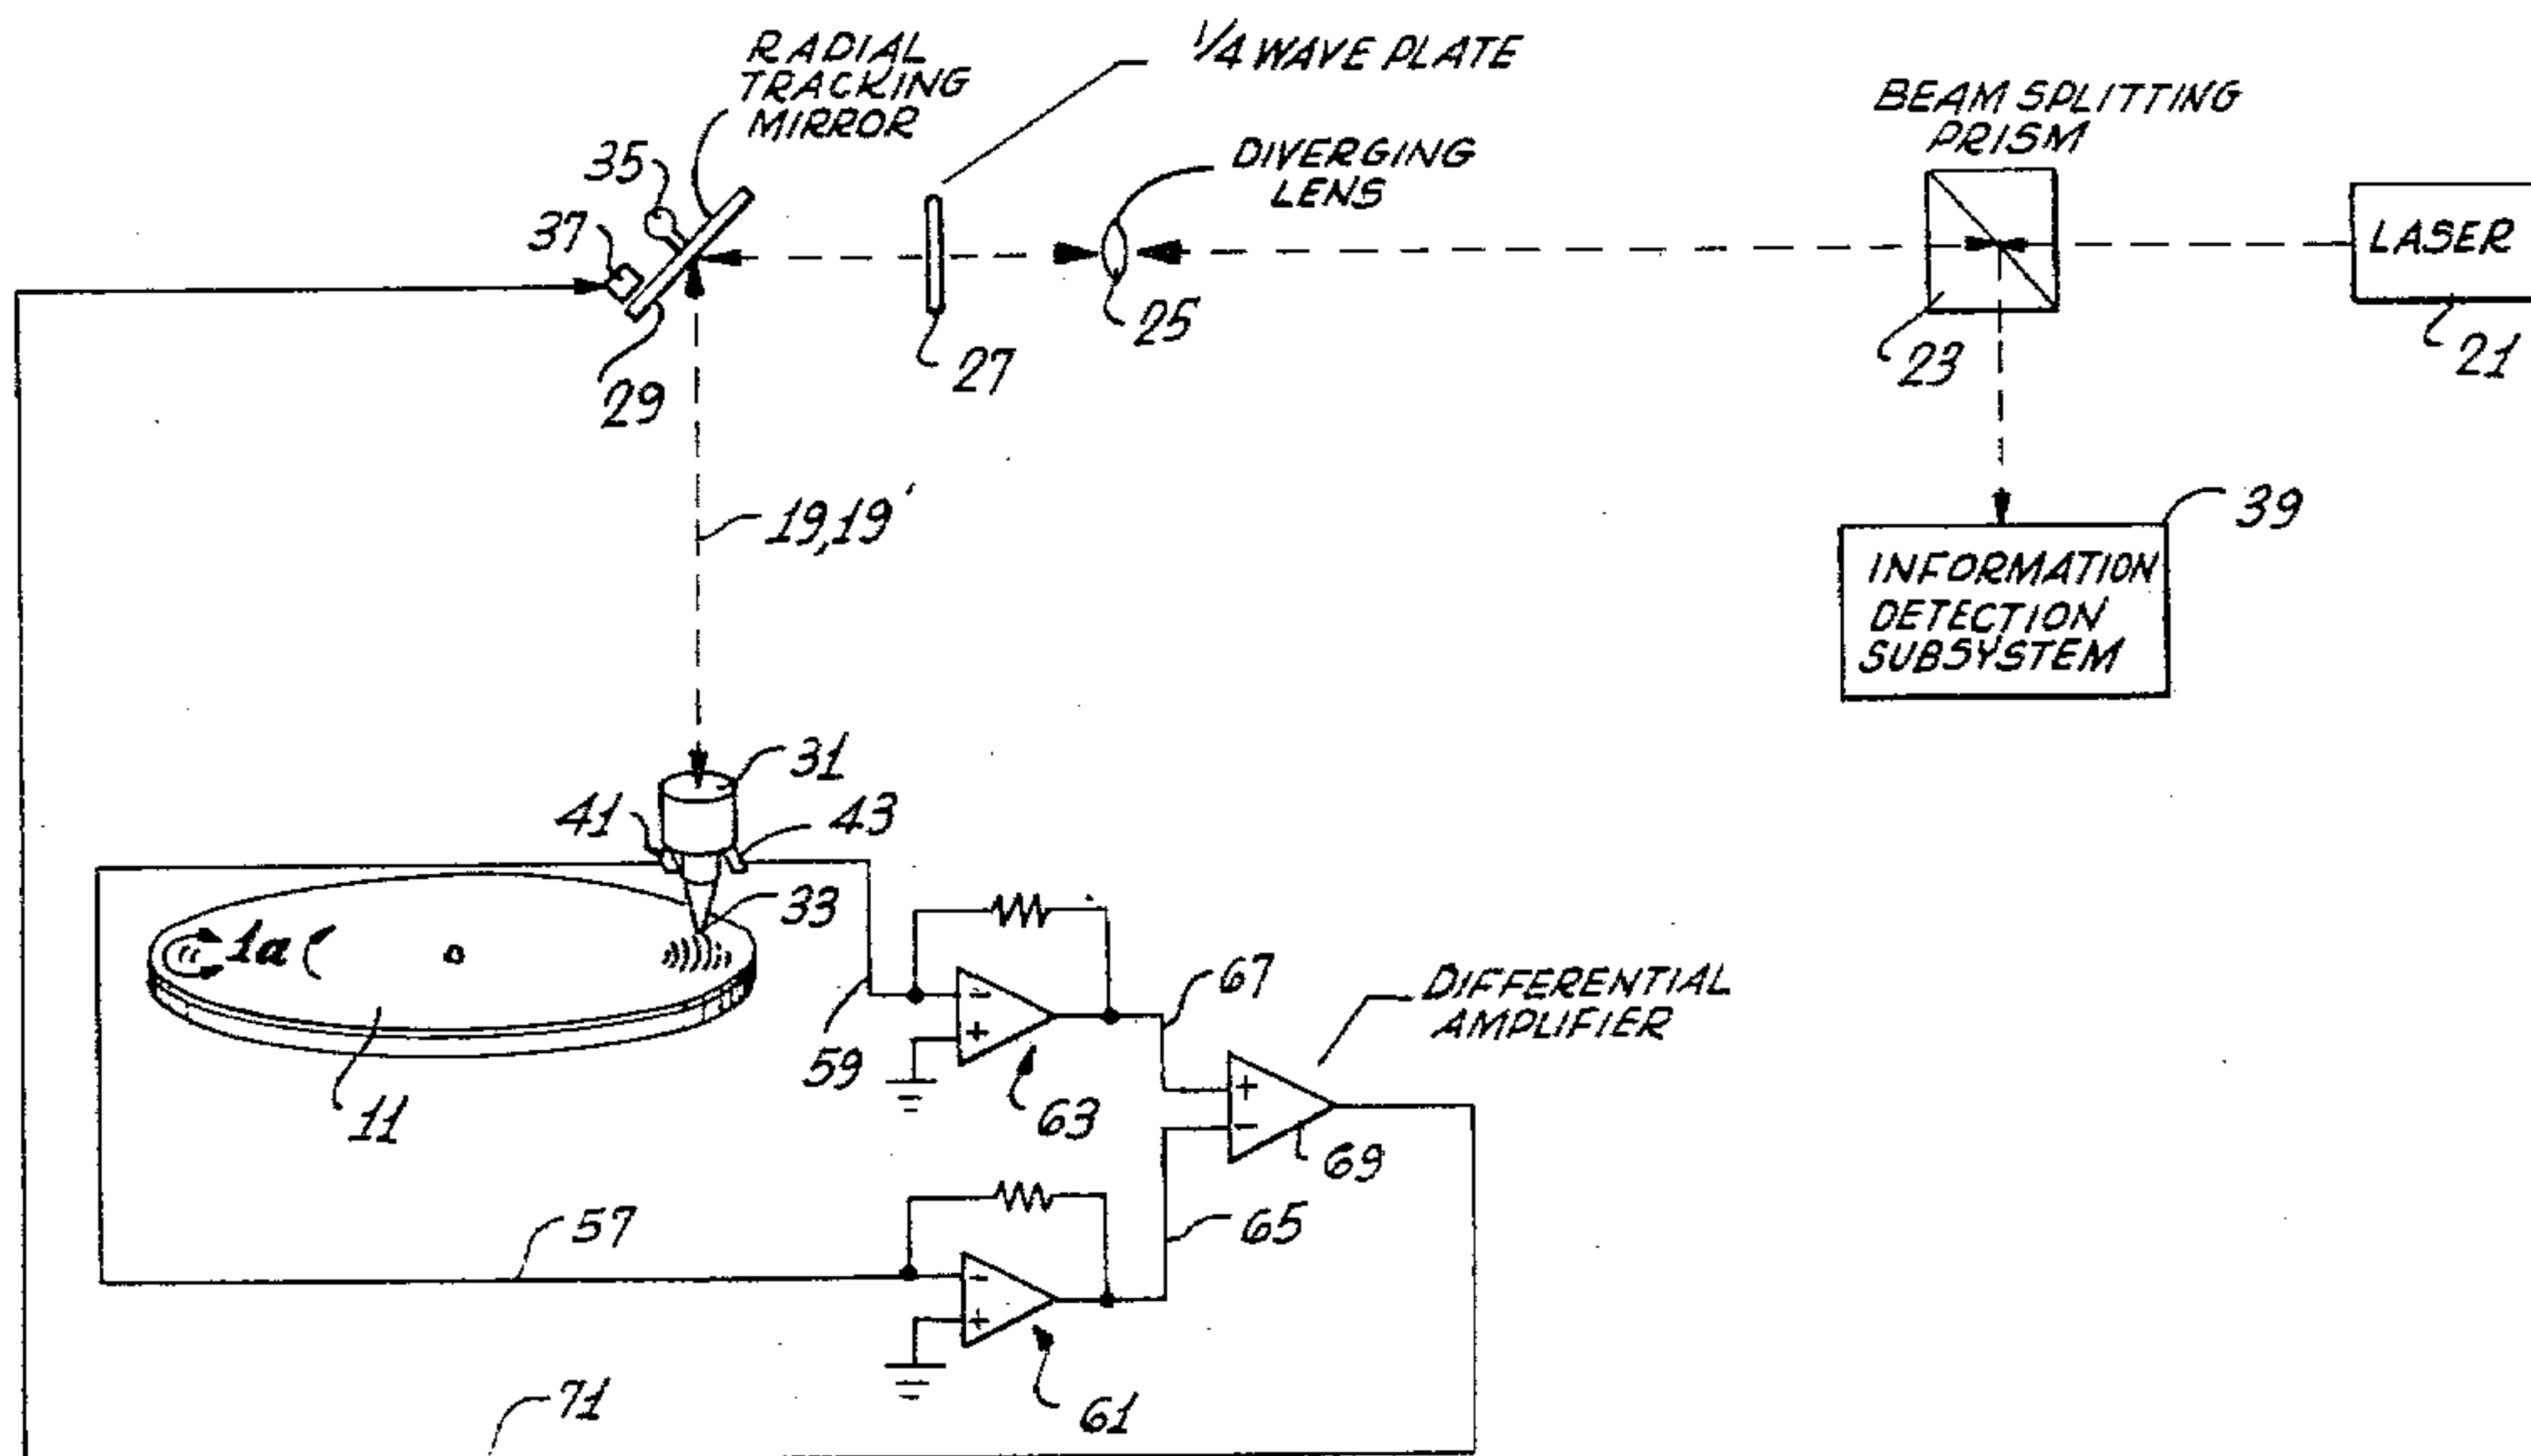 RADIAL
TRACKING
MIRROR
1/4 WAVE PLATE
BEAM SPLITTING
PRISM
DIVERGING
LENS
35
37
LASER
29
27
25
23
21
19,19'
39
INFORMATION
DETECTION
SUBSYSTEM
31
41
43
33
1a
11
59
67
DIFFERENTIAL
AMPLIFIER
-
+
63
+
-
69
57
65
-
+
61
71